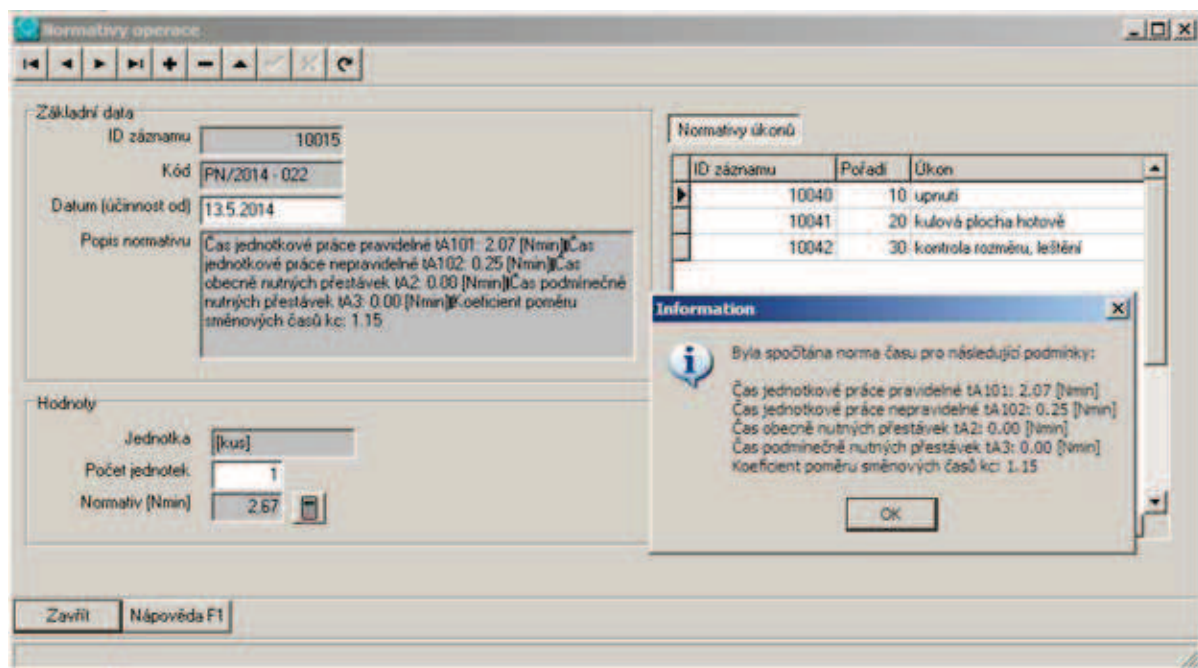 Normativy operace
Základní data
ID záznamu 10015
Kód PN/2014 - 022
Datum (účinnost od) 13.5.2014
Popis normativu
Čas jednotkové práce pravidelné tA101: 2.07 [Nmin]Čas
jednotkové práce nepravidelné tA102: 0.25 [Nmin]Čas
obecně nutných přestávek tA2: 0.00 [Nmin]Čas podmínečně
nutných přestávek tA3: 0.00 [Nmin]Koeficient poměru
směnových časů kc: 1.15
Hodnoty
Jednotka [kus]
Počet jednotek 1
Normativ [Nmin] 2.67
Normativy úkonů
ID záznamu Pořadí Úkon
10040 10 upnutí
10041 20 kulová plocha hotově
10042 30 kontrola rozměru, leštění
Information
Byla spočítána norma času pro následující podmínky:
Čas jednotkové práce pravidelné tA101: 2.07 [Nmin]
Čas jednotkové práce nepravidelné tA102: 0.25 [Nmin]
Čas obecně nutných přestávek tA2: 0.00 [Nmin]
Čas podmínečně nutných přestávek tA3: 0.00 [Nmin]
Koeficient poměru směnových časů kc: 1.15
OK
Zavřít Nápověda F1